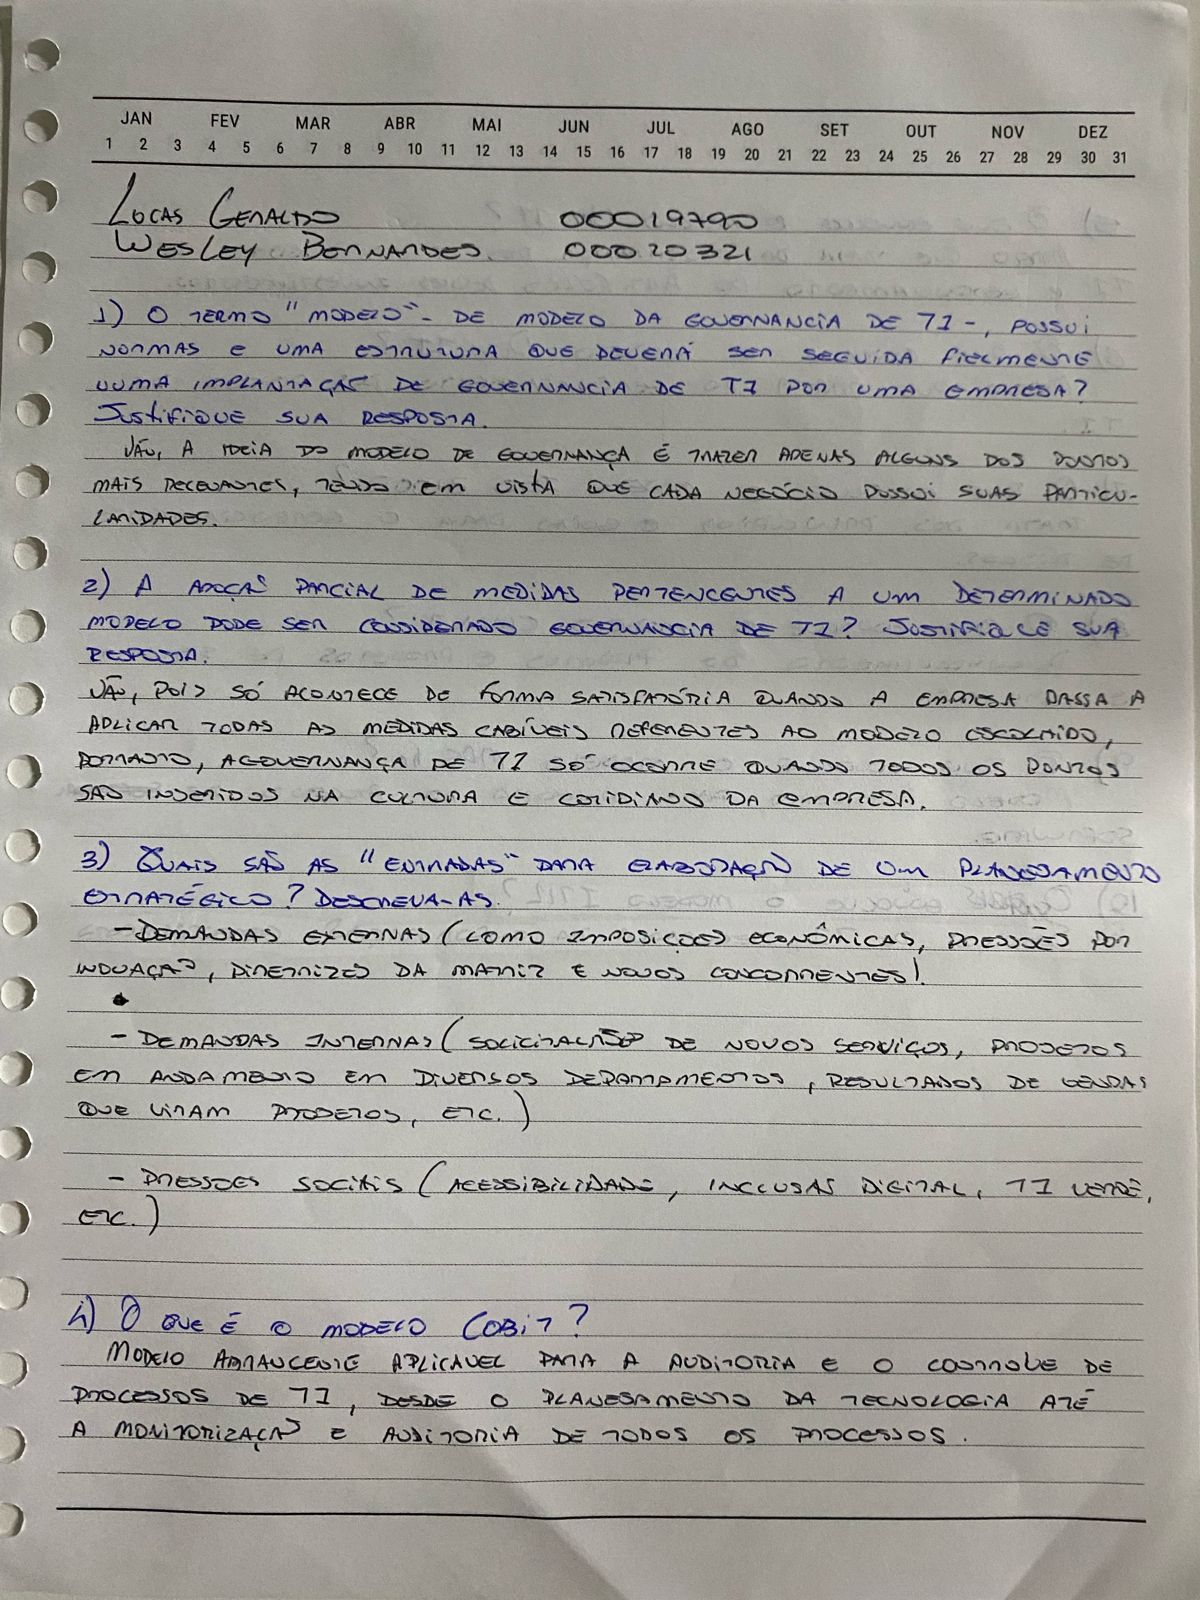 JAN FEV MAR ABR MAI JUN JUL AGO SET OUT NOV DEZ
1 2 3 4 5 6 7 8 9 10 11 12 13 14 15 16 17 18 19 20 21 22 23 24 25 26 27 28 29 30 31
LUCAS GERALDO 00019790
WESLEY BERNARDES 00020321
1) O TERMO "MODELO" - DE MODELO DA GOVERNANCIA DE TI -, POSSUI
NORMAS E UMA ESTRUTURA QUE DEVERÁ SER SEGUIDA FIELMENTE
NUMA IMPLANTAÇÃO DE GOVERNANCIA DE TI POR UMA EMPRESA?
JUSTIFIQUE SUA RESPOSTA.
NÃO, A IDEIA DO MODELO DE GOVERNANÇA É TRAZER APENAS ALGUNS DOS PONTOS
MAIS RELEVANTES, TENDO EM VISTA QUE CADA NEGÓCIO POSSUI SUAS PARTICU-
LARIDADES.
2) A ADOÇÃO PARCIAL DE MEDIDAS PERTENCENTES A UM DETERMINADO
MODELO PODE SER CONSIDERADO GOVERNANCIA DE TI? JUSTIFIQUE SUA
RESPOSTA.
NÃO, POIS SÓ ACONTECE DE FORMA SATISFATÓRIA QUANDO A EMPRESA PASSA A
APLICAR TODAS AS MEDIDAS CABÍVEIS REFERENTES AO MODELO ESCOLHIDO,
PORTANTO, A GOVERNANÇA DE TI SÓ OCORRE QUANDO TODOS OS PONTOS
SÃO INSERIDOS NA CULTURA E COTIDIANO DA EMPRESA.
3) QUAIS SÃO AS "ENTRADAS" PARA ELABORAÇÃO DE UM PLANEJAMENTO
ESTRATÉGICO? DESCREVA-AS.
- DEMANDAS EXTERNAS (COMO IMPOSIÇÕES ECONÔMICAS, PRESSÕES POR
INOVAÇÃO, DIRETRIZES DA MATRIZ E NOVOS CONCORRENTES)
- DEMANDAS INTERNAS (SOLICITAÇÕES DE NOVOS SERVIÇOS, PROJETOS
EM ANDAMENTO EM DIVERSOS DEPARTAMENTOS, RESULTADOS DE VENDAS
QUE VIRAM PROJETOS, ETC.)
- PRESSOES SOCIAIS (ACESSIBILIDADE, INCLUSÃO DIGITAL, TI VERDE,
ETC.)
4) O QUE É O MODELO COBIT?
MODELO ABRANGENTE APLICAVEL PARA A AUDITORIA E O CONTROLE DE
PROCESSOS DE TI, DESDE O PLANEJAMENTO DA TECNOLOGIA ATÉ
A MONITORIZAÇÃO E AUDITORIA DE TODOS OS PROCESSOS.